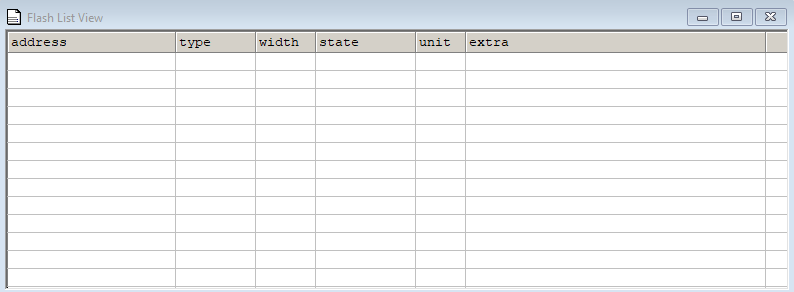 Flash List View
address type width state unit extra